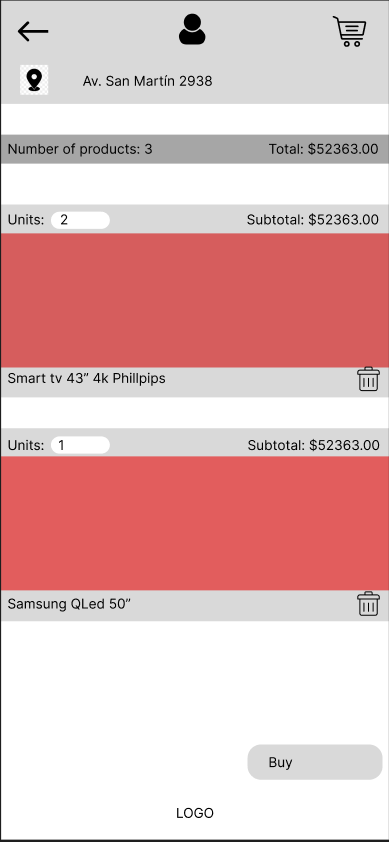 Av. San Martín 2938
Number of products: 3 Total: $52363.00
Units: 2 Subtotal: $52363.00
Smart tv 43” 4k Phillpips
Units: 1 Subtotal: $52363.00
Samsung QLed 50”
Buy
LOGO